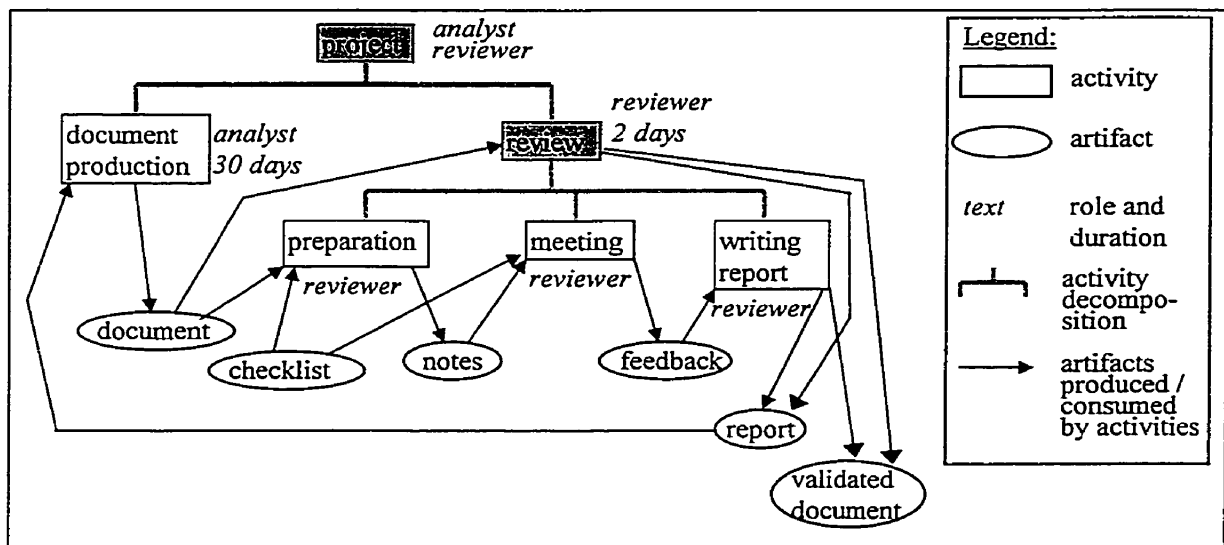 project
analyst
reviewer
document
production
analyst
30 days
review
reviewer
2 days
preparation
reviewer
meeting
reviewer
writing
report
reviewer
document
checklist
notes
feedback
report
validated
document
Legend:
activity
artifact
text
role and
duration
activity
decompo-
sition
artifacts
produced /
consumed
by activities